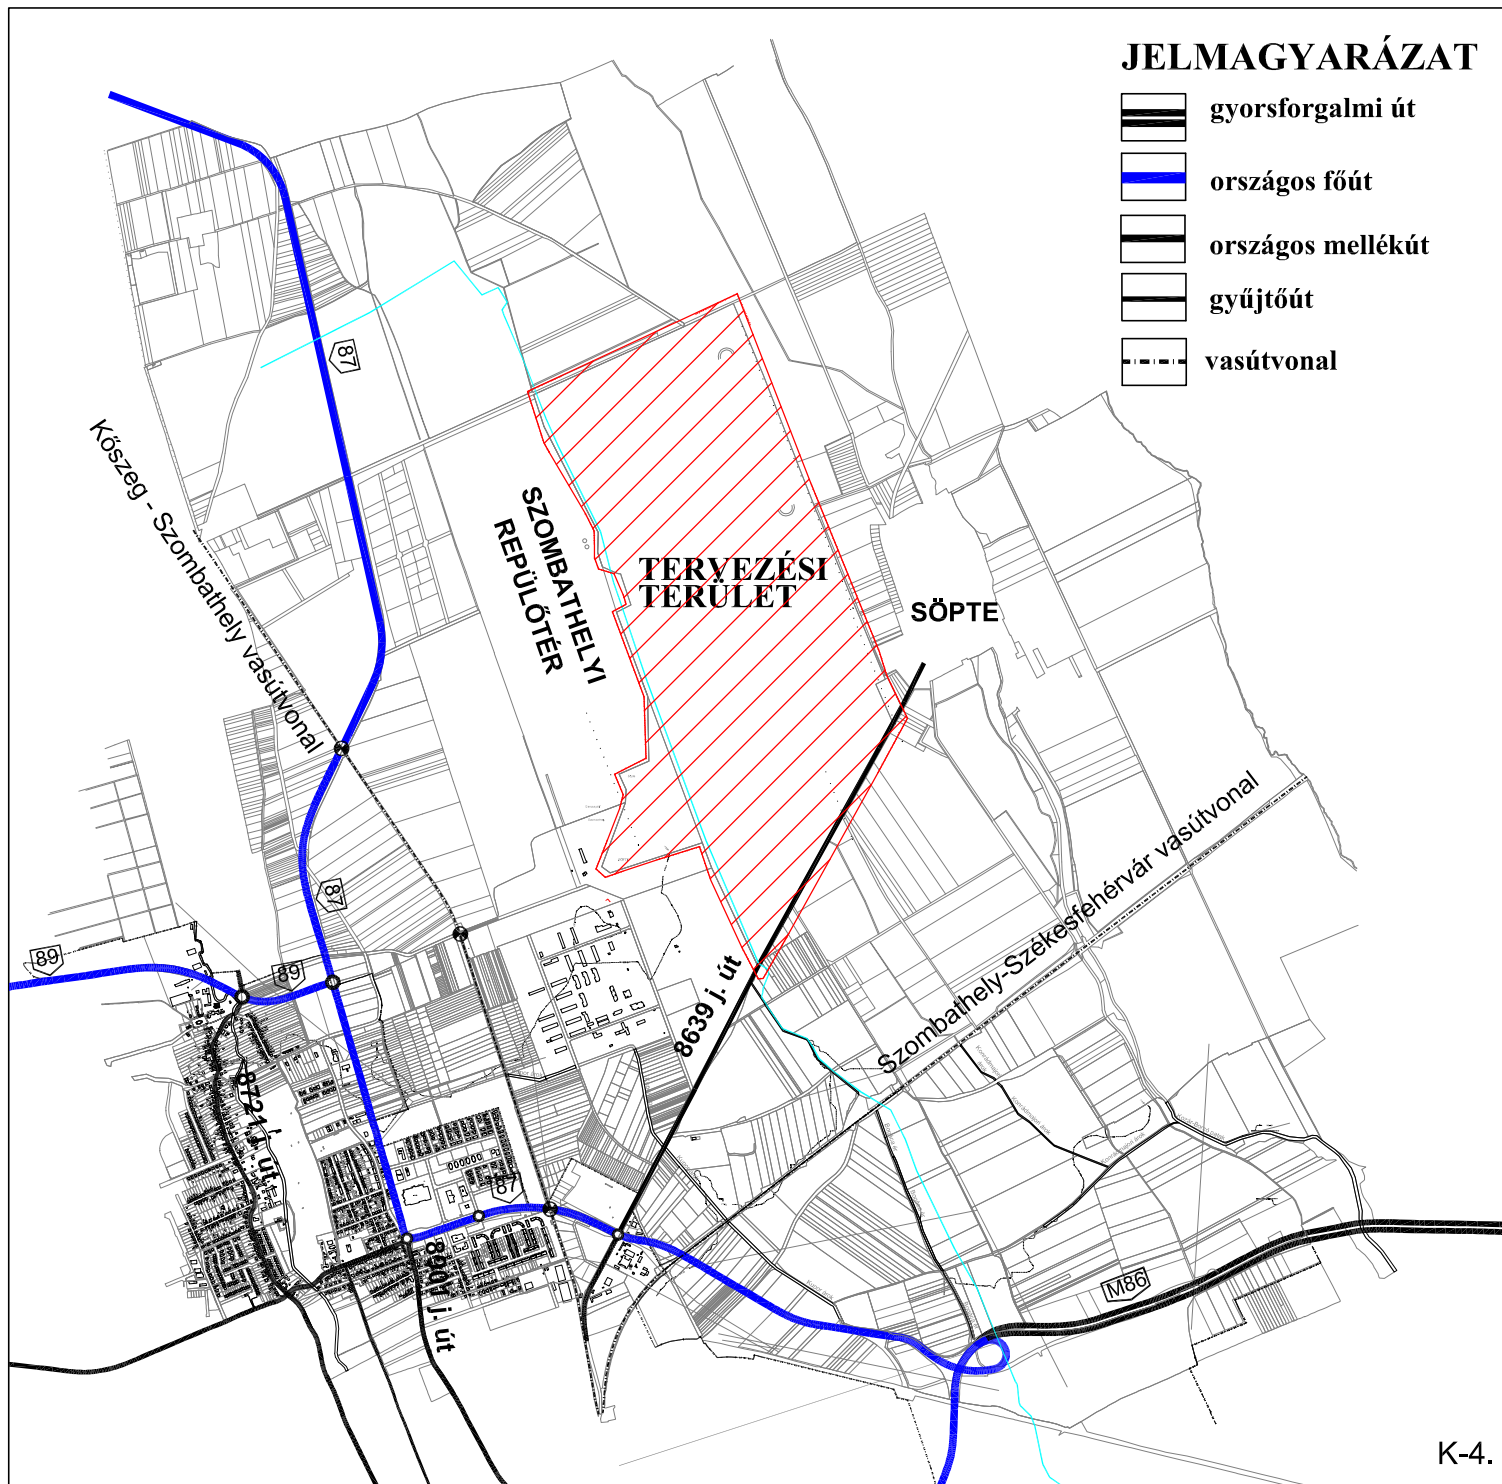 JELMAGYARÁZAT
gyorsforgalmi út
országos főút
országos mellékút
gyűjtőút
vasútvonal
87
Kőszeg - Szombathely vasútvonal
SZOMBATHELYI
REPÜLŐTÉR
TERVEZÉSI
TERÜLET
SÖPTE
87
89
89
8639 j. út
Szombathely-Székesfehérvár vasútvonal
8721 j. út
87
8901 j. út
M86
K-4.